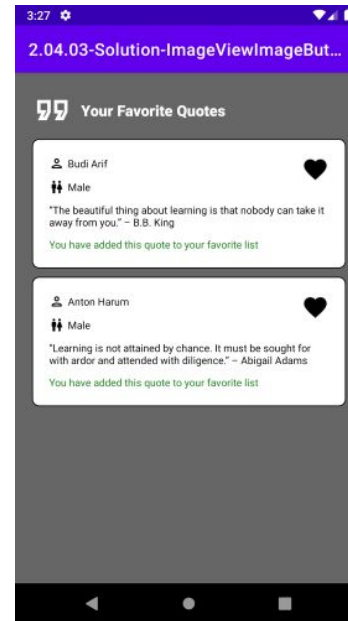 3:27
2.04.03-Solution-ImageViewImageBut...
Your Favorite Quotes
Budi Arif
Male
"The beautiful thing about learning is that nobody can take it
away from you." – B.B. King
You have added this quote to your favorite list
Anton Harum
Male
"Learning is not attained by chance. It must be sought for
with ardor and attended with diligence." – Abigail Adams
You have added this quote to your favorite list